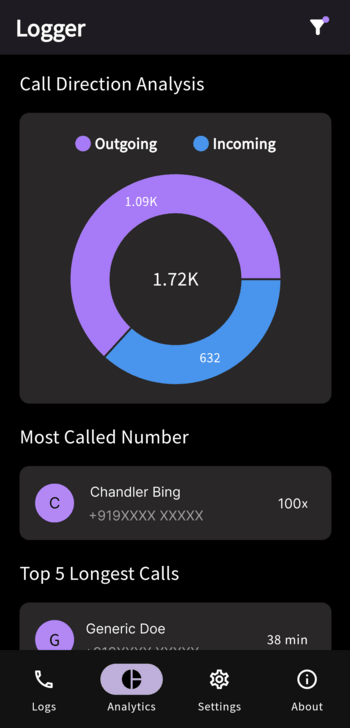 Logger
Call Direction Analysis
Outgoing Incoming
1.09K
1.72K
632
Most Called Number
C Chandler Bing 100x
+919XXXX XXXXX
Top 5 Longest Calls
G Generic Doe 38 min
Logs Analytics Settings About